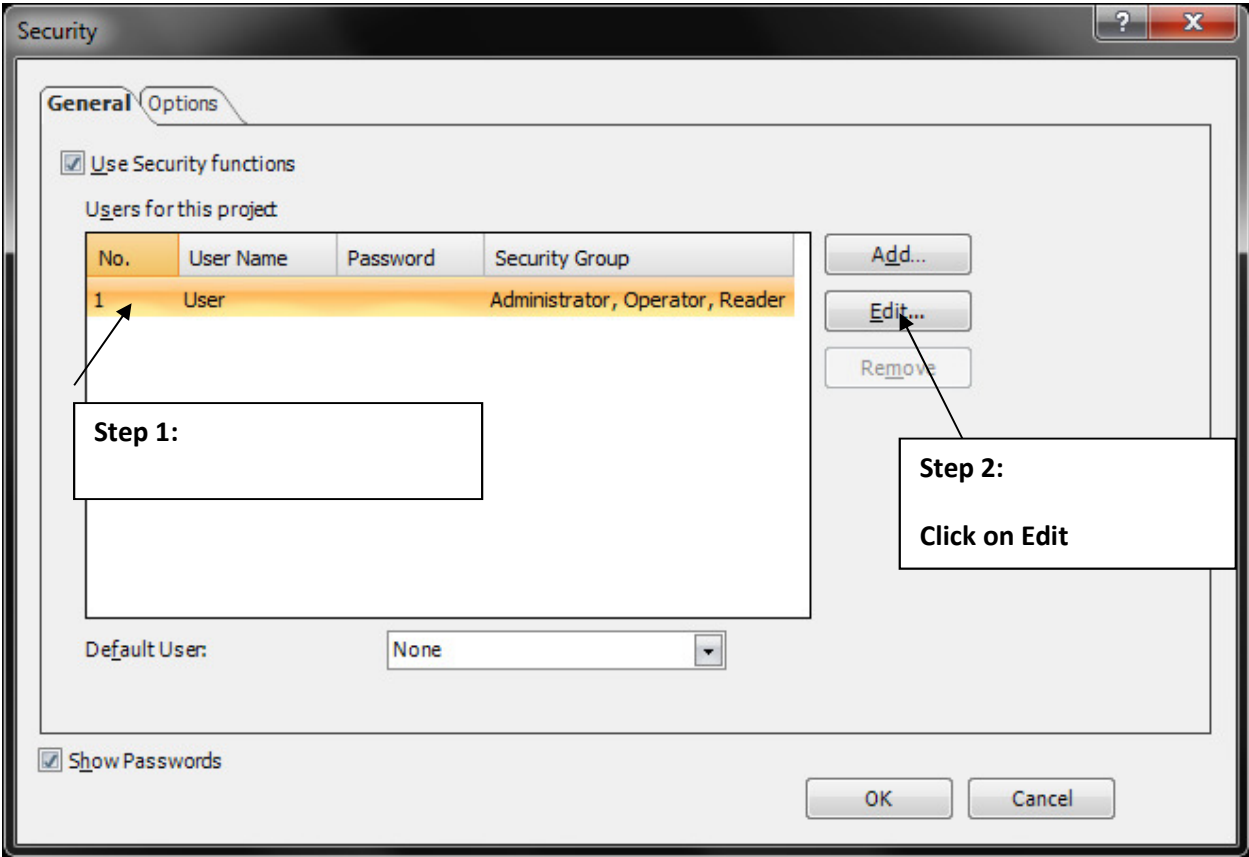 Security
?
X
General Options
Use Security functions
Users for this project
No. User Name Password Security Group
1 User Administrator, Operator, Reader
Add...
Edit...
Remove
Step 1:
Step 2:
Click on Edit
Default User: None
Show Passwords
OK Cancel